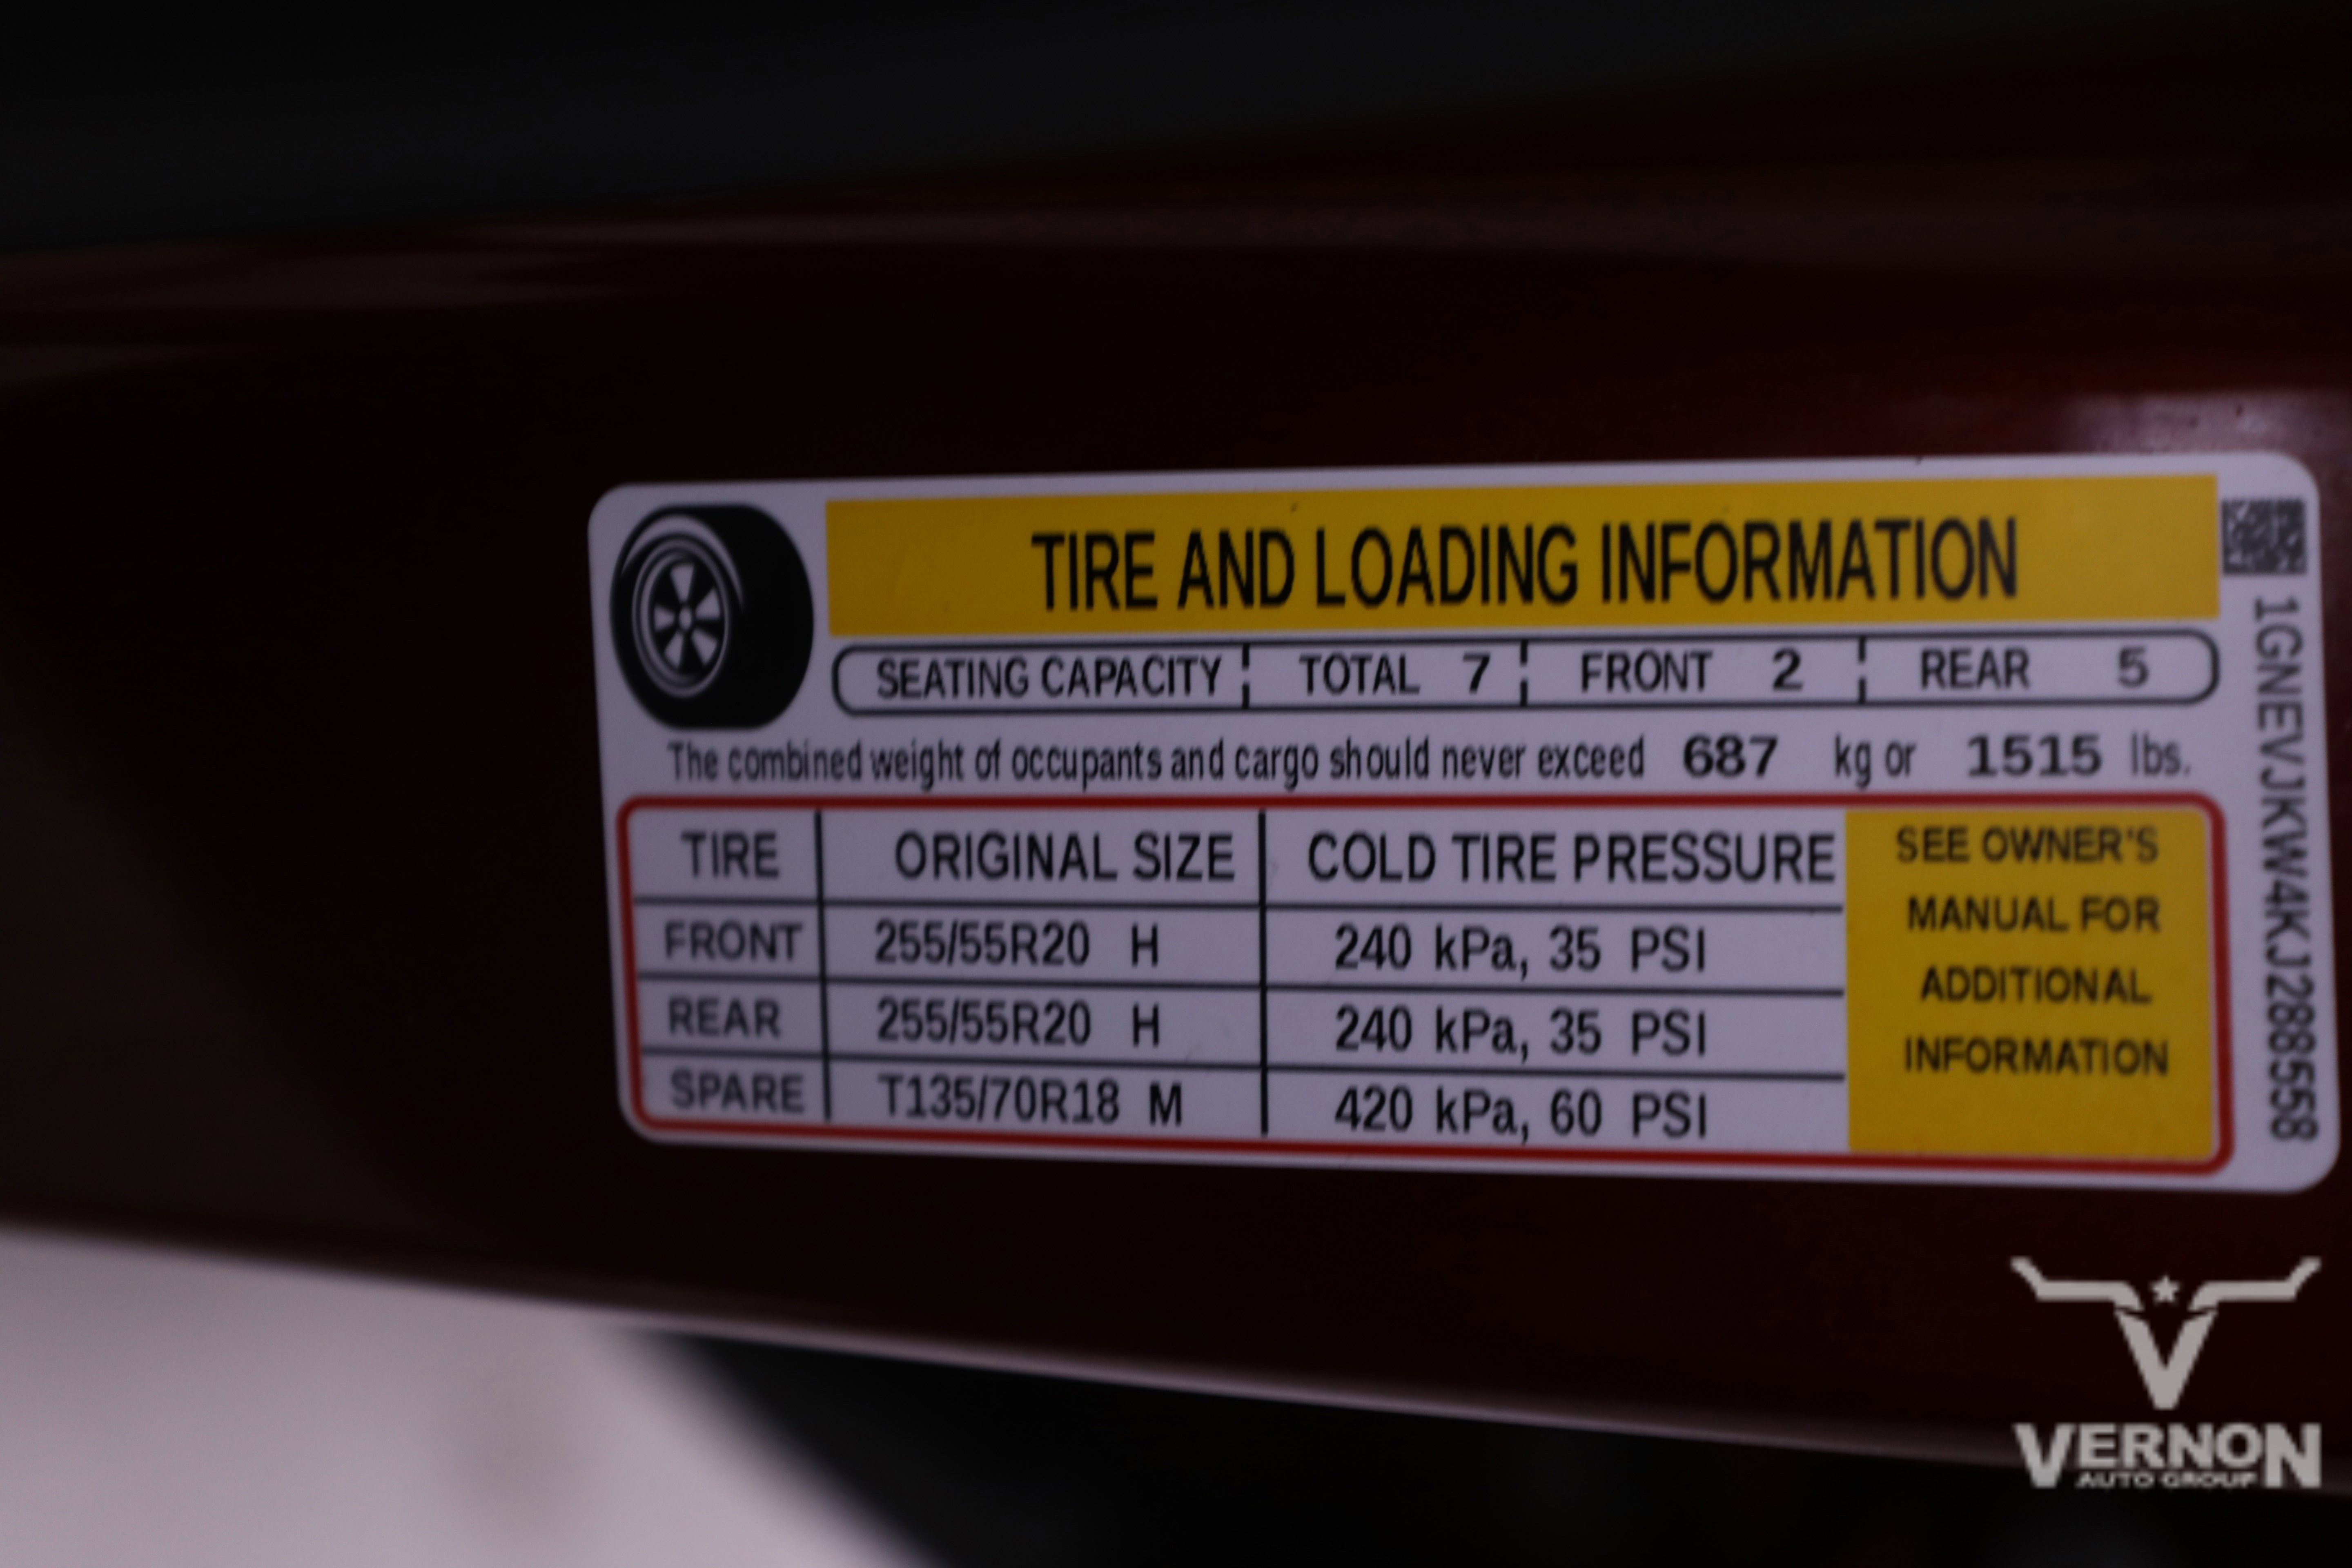 TIRE AND LOADING INFORMATION
SEATING CAPACITY TOTAL 7 FRONT 2 REAR 5
The combined weight of occupants and cargo should never exceed 687 kg or 1515 lbs.
TIRE ORIGINAL SIZE COLD TIRE PRESSURE
FRONT 255/55R20 H 240 kPa, 35 PSI
REAR 255/55R20 H 240 kPa, 35 PSI
SPARE T135/70R18 M 420 kPa, 60 PSI
SEE OWNER'S
MANUAL FOR
ADDITIONAL
INFORMATION
1GNEVJKW4KJ288558
VERNON
AUTO GROUP